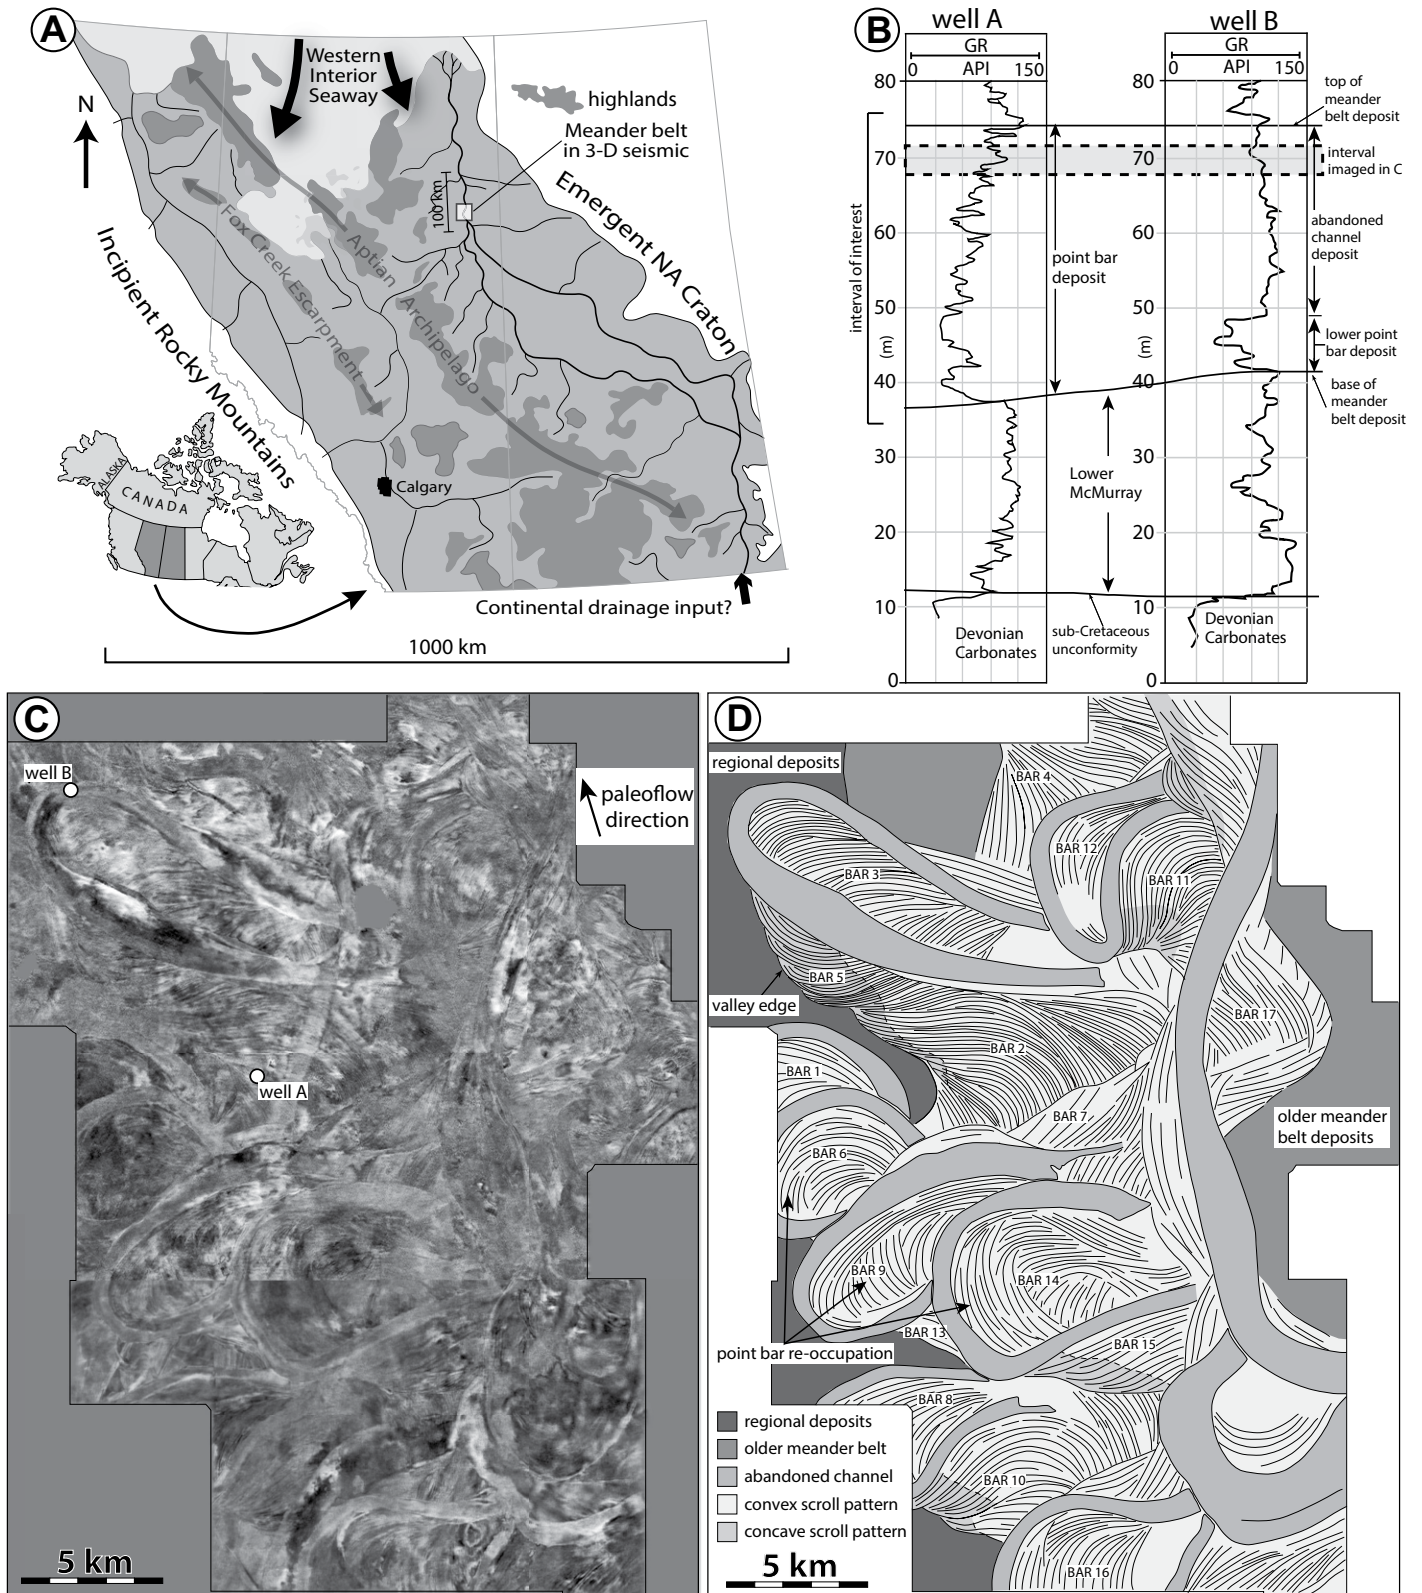 A
Western
Interior
Seaway
highlands
Meander belt
in 3-D seismic
N
100 km
Emergent NA Craton
Fox Creek Escarpment
Aptian Archipelago
Incipient Rocky Mountains
ALASKA
CANADA
Calgary
Continental drainage input?
1000 km
B
well A
well B
GR
GR
0 API 150
0 API 150
80
80
top of
meander
belt deposit
70
70
interval
imaged in C
interval of interest
60
60
point bar
deposit
abandoned
channel
deposit
50
50
(m)
(m)
lower point
bar deposit
40
40
base of
meander
belt deposit
30
30
Lower
McMurray
20
20
10
10
Devonian
Carbonates
sub-Cretaceous
unconformity
Devonian
Carbonates
0
0
C
well B
paleoflow
direction
well A
5 km
D
regional deposits
BAR 4
BAR 12
BAR 3
BAR 11
BAR 5
valley edge
BAR 17
BAR 2
BAR 1
BAR 7
older meander
belt deposits
BAR 6
BAR 9
BAR 14
BAR 13
BAR 15
point bar re-occupation
BAR 8
regional deposits
older meander belt
abandoned channel
BAR 10
convex scroll pattern
concave scroll pattern
5 km
BAR 16